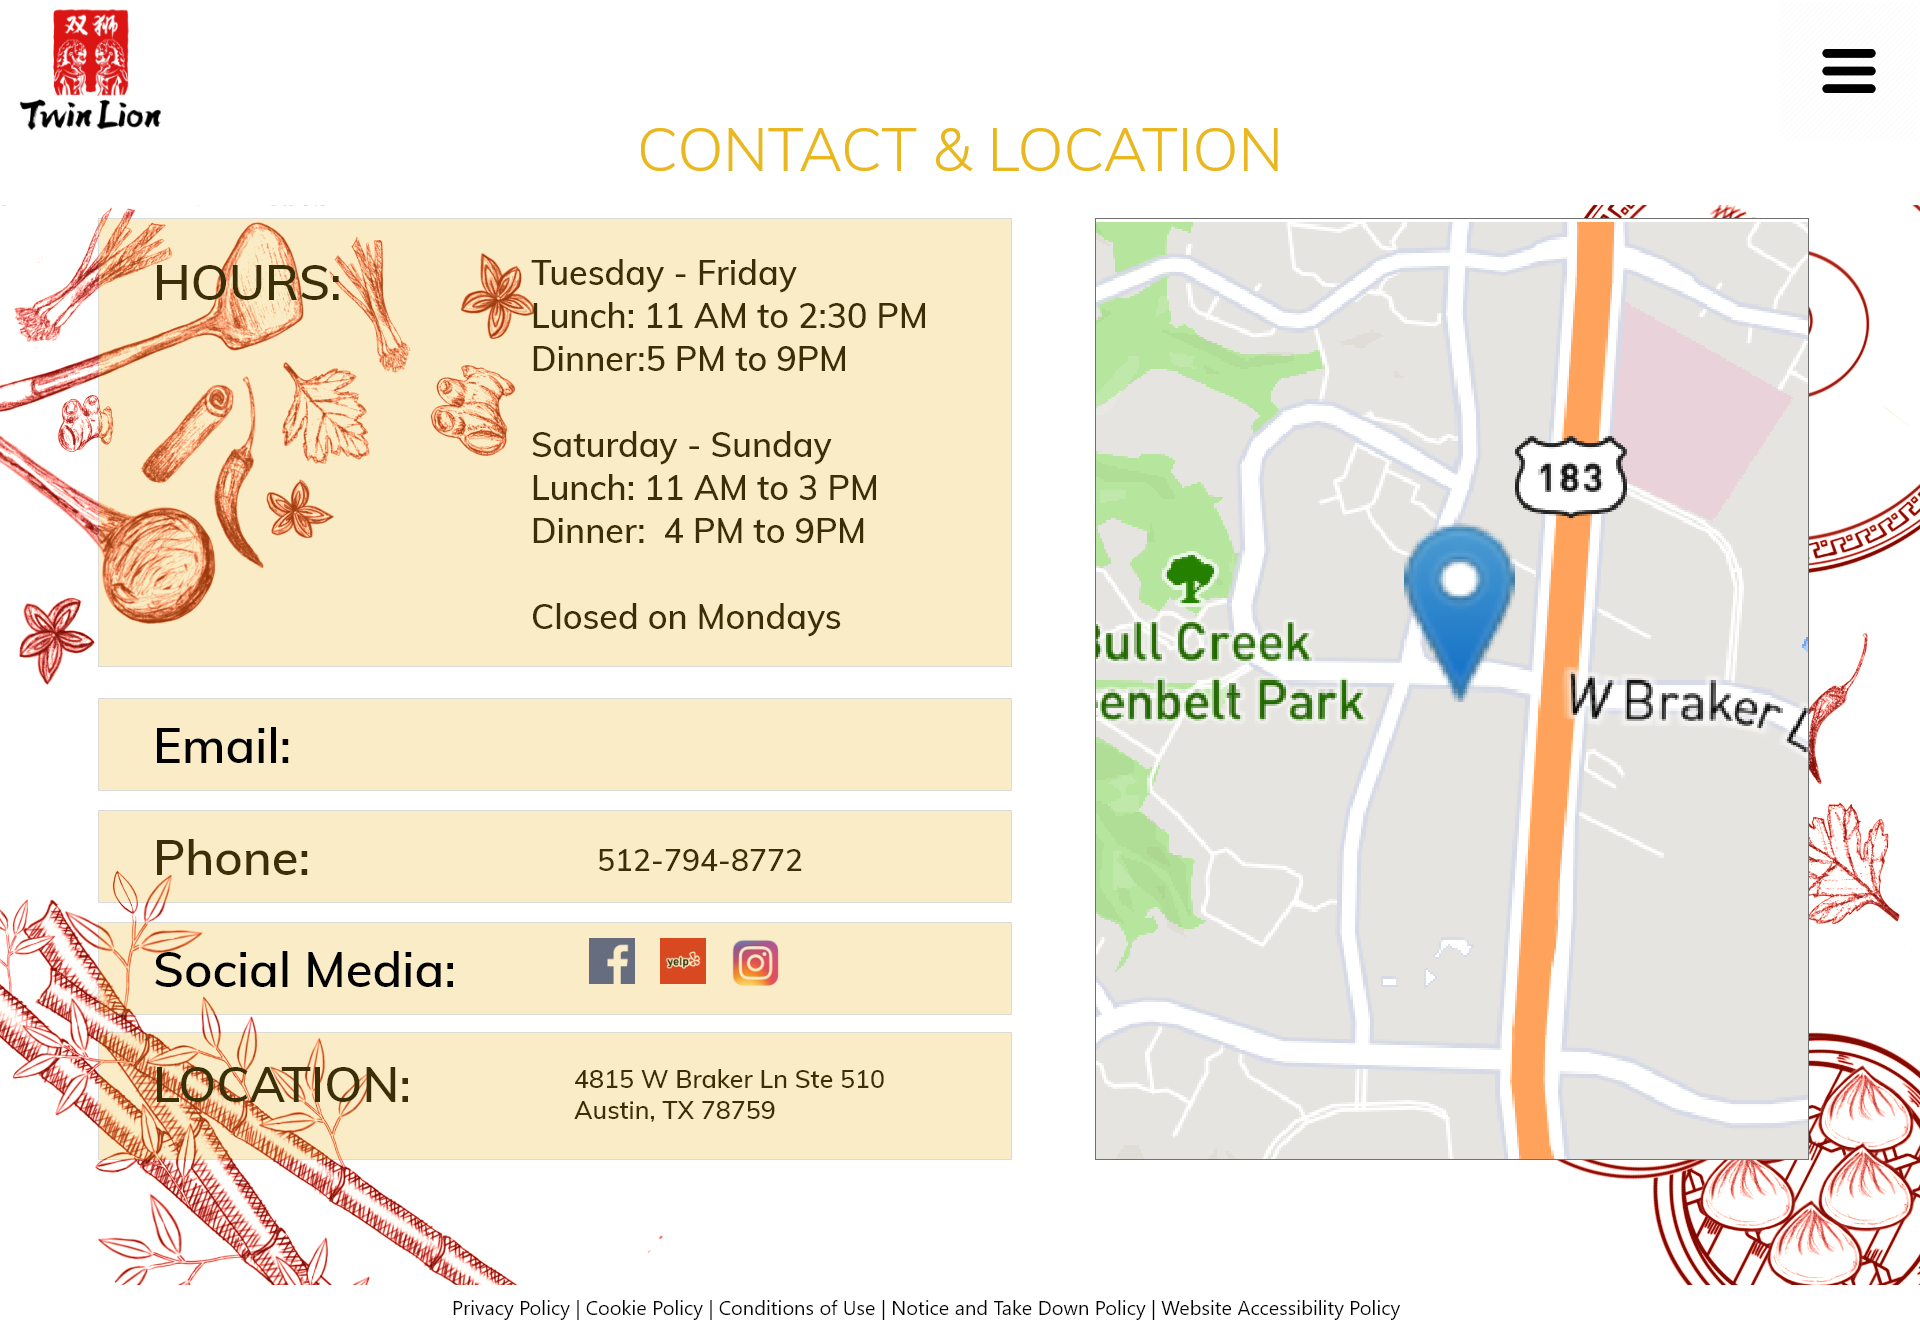 双狮
Twin Lion
CONTACT & LOCATION
HOURS:
Tuesday - Friday
Lunch: 11 AM to 2:30 PM
Dinner:5 PM to 9PM
Saturday - Sunday
Lunch: 11 AM to 3 PM
Dinner:  4 PM to 9PM
Closed on Mondays
Email:
Phone:
512-794-8772
Social Media:
yelp
LOCATION:
4815 W Braker Ln Ste 510
Austin, TX 78759
183
Bull Creek
eenbelt Park
W Braker L
Privacy Policy | Cookie Policy | Conditions of Use | Notice and Take Down Policy | Website Accessibility Policy